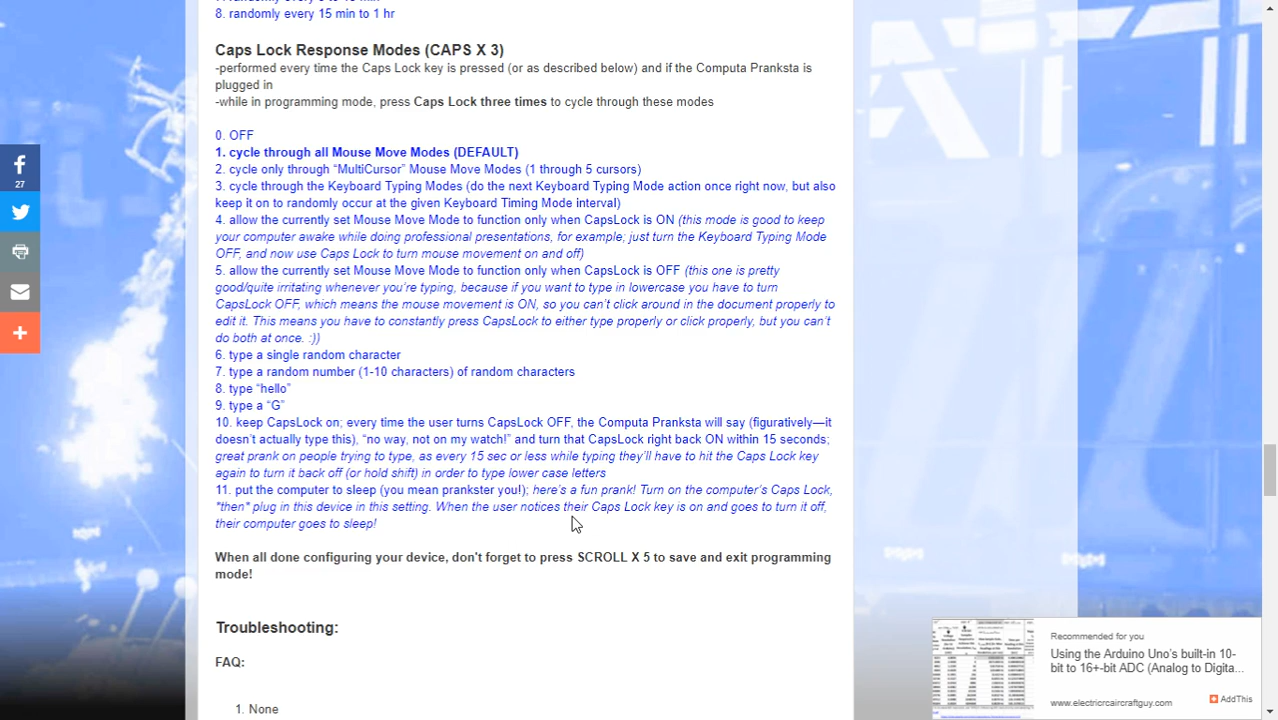 8. randomly every 15 min to 1 hr
Caps Lock Response Modes (CAPS X 3)
-performed every time the Caps Lock key is pressed (or as described below) and if the Computa Pranksta is
plugged in
-while in programming mode, press Caps Lock three times to cycle through these modes
0. OFF
1. cycle through all Mouse Move Modes (DEFAULT)
2. cycle only through “MultiCursor” Mouse Move Modes (1 through 5 cursors)
3. cycle through the Keyboard Typing Modes (do the next Keyboard Typing Mode action once right now, but also
keep it on to randomly occur at the given Keyboard Timing Mode interval)
4. allow the currently set Mouse Move Mode to function only when CapsLock is ON (this mode is good to keep
your computer awake while doing professional presentations, for example; just turn the Keyboard Typing Mode
OFF, and now use Caps Lock to turn mouse movement on and off)
5. allow the currently set Mouse Move Mode to function only when CapsLock is OFF (this one is pretty
good/quite irritating whenever you’re typing, because if you want to type in lowercase you have to turn
CapsLock OFF, which means the mouse movement is ON, so you can’t click around in the document properly to
edit it. This means you have to constantly press CapsLock to either type properly or click properly, but you can’t
do both at once. :))
6. type a single random character
7. type a random number (1-10 characters) of random characters
8. type “hello”
9. type a “G”
10. keep CapsLock on; every time the user turns CapsLock OFF, the Computa Pranksta will say (figuratively—it
doesn’t actually type this), “no way, not on my watch!” and turn that CapsLock right back ON within 15 seconds;
great prank on people trying to type, as every 15 sec or less while typing they’ll have to hit the Caps Lock key
again to turn it back off (or hold shift) in order to type lower case letters
11. put the computer to sleep (you mean prankster you!); here’s a fun prank! Turn on the computer’s Caps Lock,
*then* plug in this device in this setting. When the user notices their Caps Lock key is on and goes to turn it off,
their computer goes to sleep!
When all done configuring your device, don't forget to press SCROLL X 5 to save and exit programming
mode!
Troubleshooting:
FAQ:
1. None
27
Recommended for you
Using the Arduino Uno's built-in 10-
bit to 16+-bit ADC (Analog to Digita...
www.electricrcaircraftguy.com
AddThis